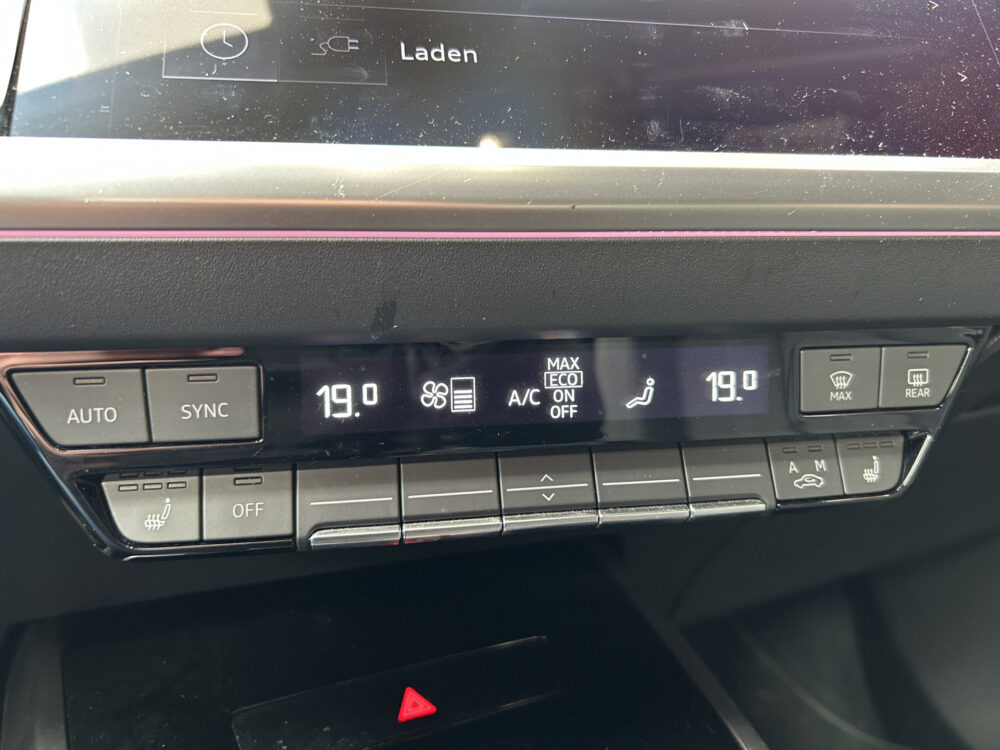 Laden
AUTO
SYNC
19.0
A/C
MAX
ECO
ON
OFF
19.0
MAX
REAR
OFF
A M